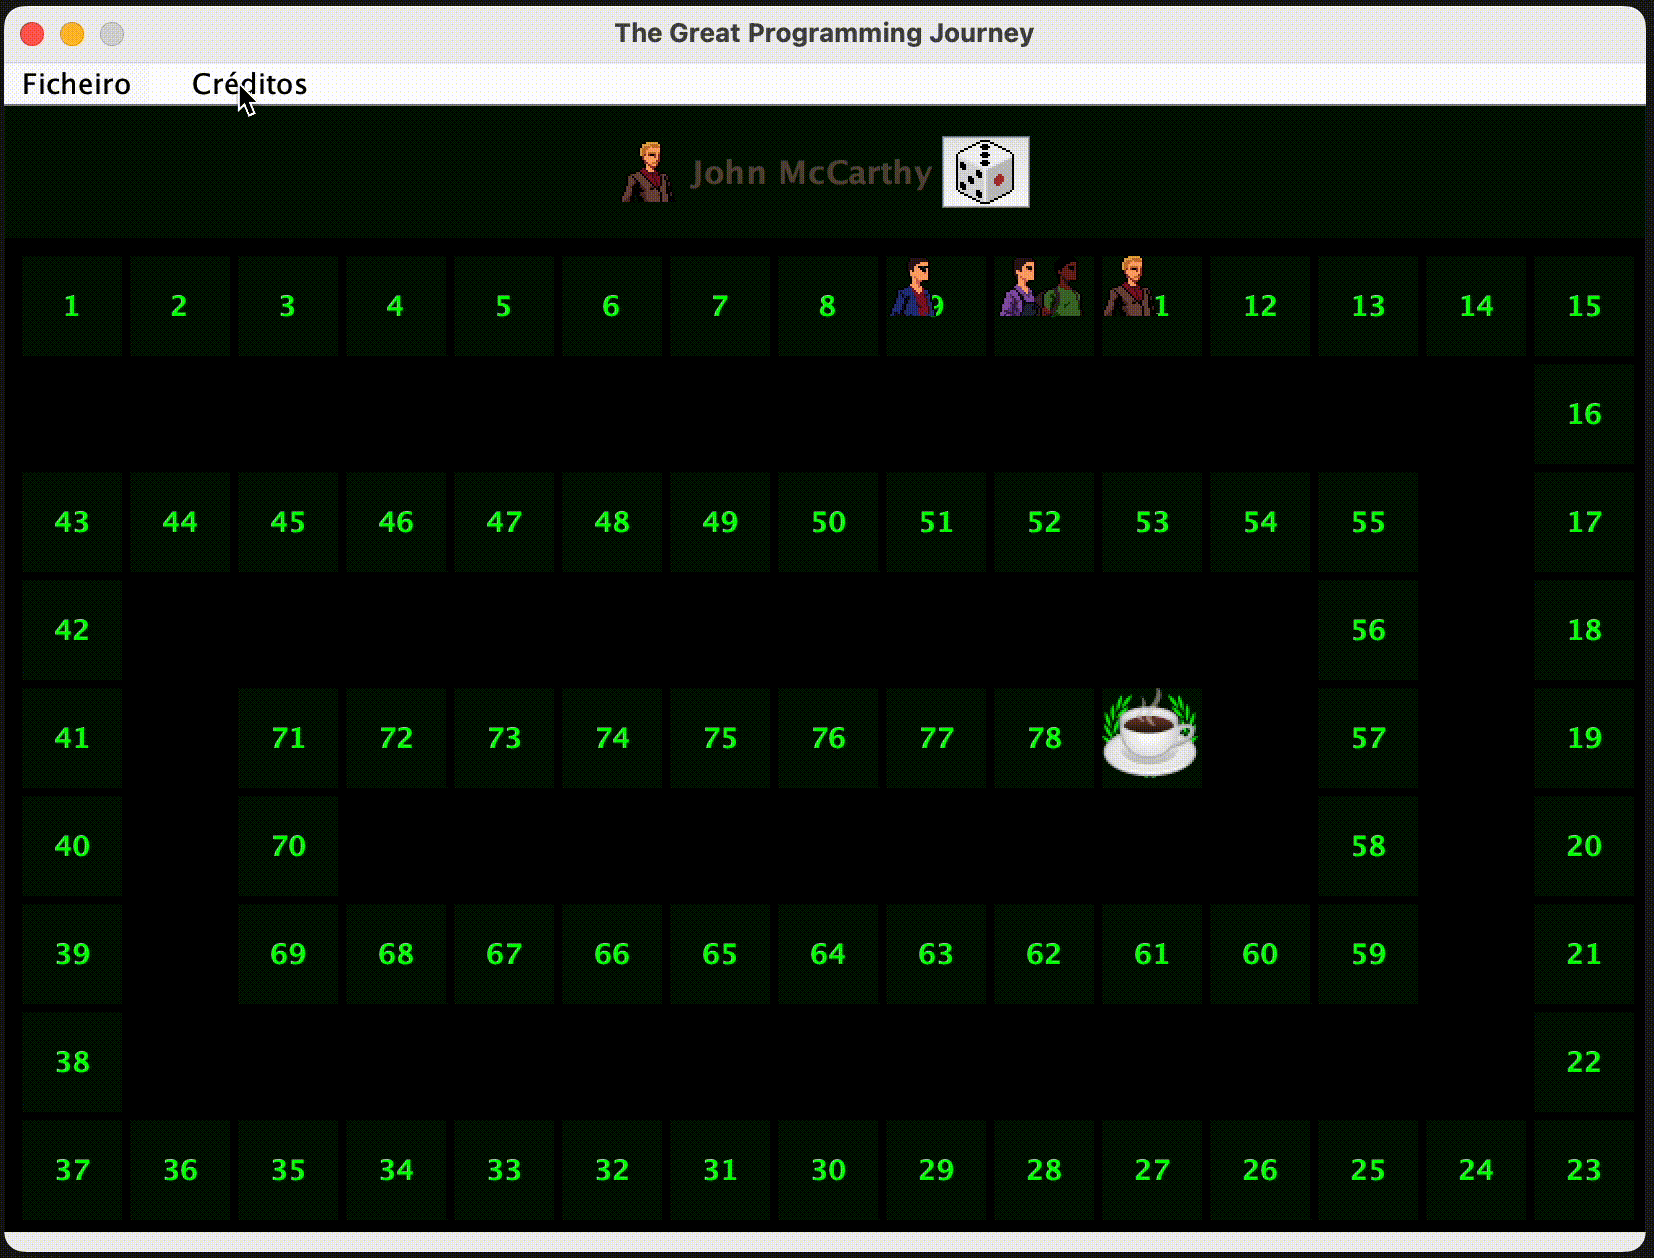 The Great Programming Journey
Ficheiro Créditos
John McCarthy
1 2 3 4 5 6 7 8 9 1 12 13 14 15
16
43 44 45 46 47 48 49 50 51 52 53 54 55 17
42 56 18
41 71 72 73 74 75 76 77 78 57 19
40 70 58 20
39 69 68 67 66 65 64 63 62 61 60 59 21
38 22
37 36 35 34 33 32 31 30 29 28 27 26 25 24 23